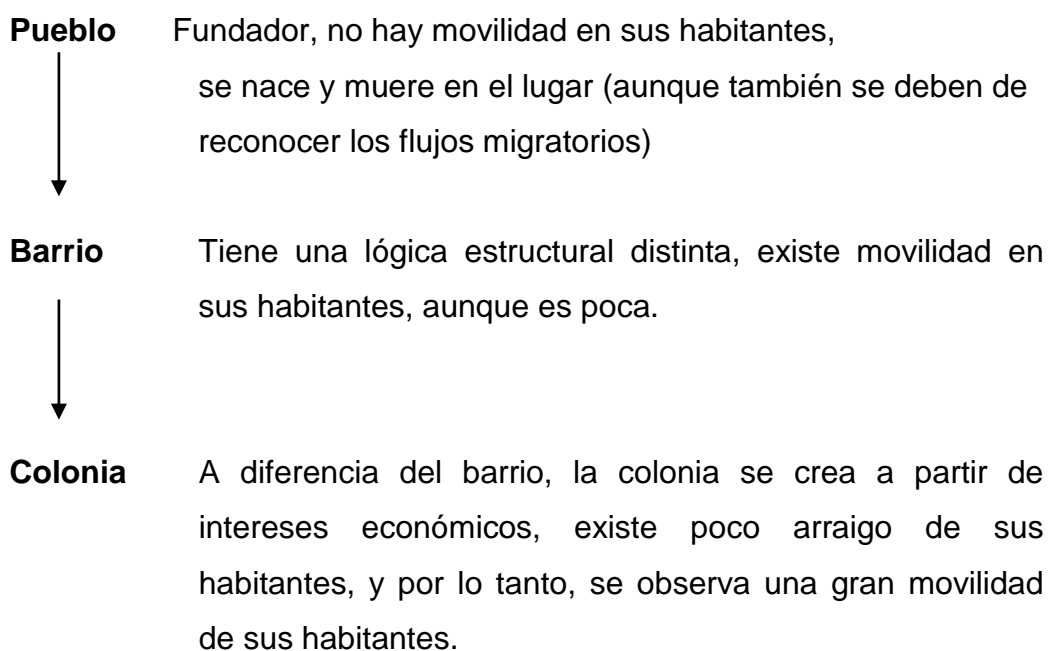 Pueblo Fundador, no hay movilidad en sus habitantes,
se nace y muere en el lugar (aunque también se deben de
reconocer los flujos migratorios)
Barrio Tiene una lógica estructural distinta, existe movilidad en
sus habitantes, aunque es poca.
Colonia A diferencia del barrio, la colonia se crea a partir de
intereses económicos, existe poco arraigo de sus
habitantes, y por lo tanto, se observa una gran movilidad
de sus habitantes.